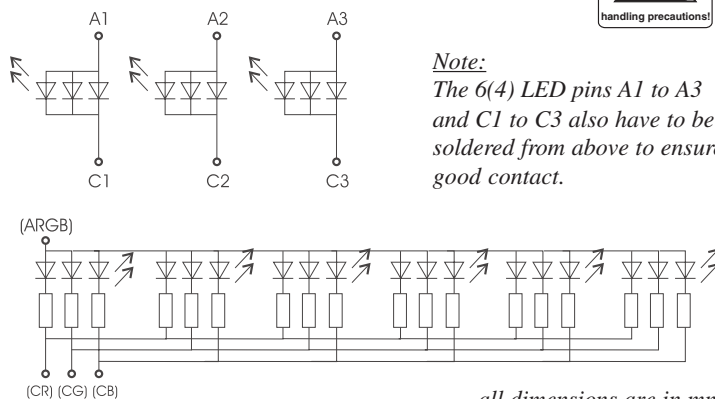 A1 A2 A3
handling precautions!
Note:
The 6(4) LED pins A1 to A3
and C1 to C3 also have to be
soldered from above to ensure
good contact.
C1 C2 C3
(ARGB)
(CR) (CG) (CB)
all dimensions are in mm